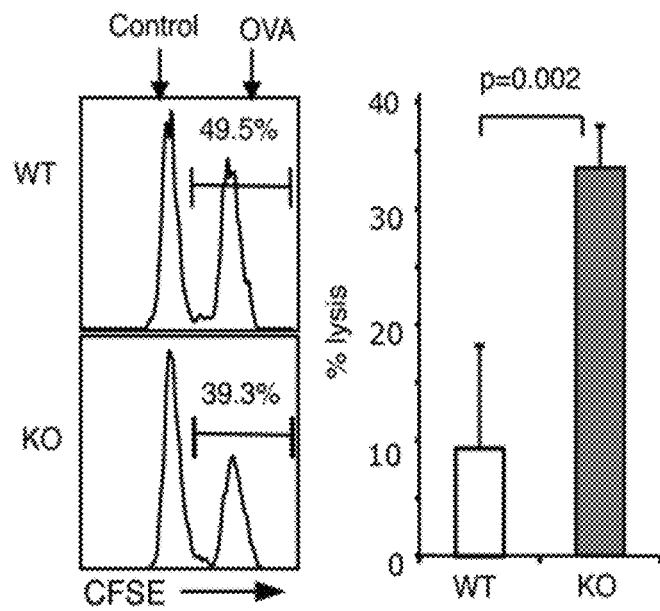 Control OVA
WT
49.5%
KO
39.3%
CFSE
p=0.002
% lysis
40
30
20
10
0
WT KO